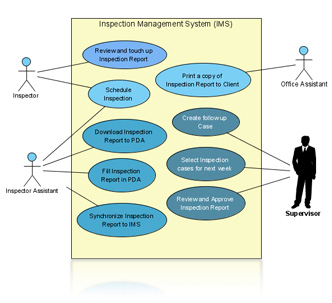 Inspection Management System (IMS)
Review and touch up
Inspection Report
Inspector
Schedule
Inspection
Print a copy of
Inspection Report to Client
Office Assistant
Download Inspection
Report to PDA
Create followup
Case
Inspector Assistant
Fill Inspection
Report in PDA
Select Inspection
cases for next week
Supervisor
Review and Approve
Inspection Report
Synchronize Inspection
Report to IMS